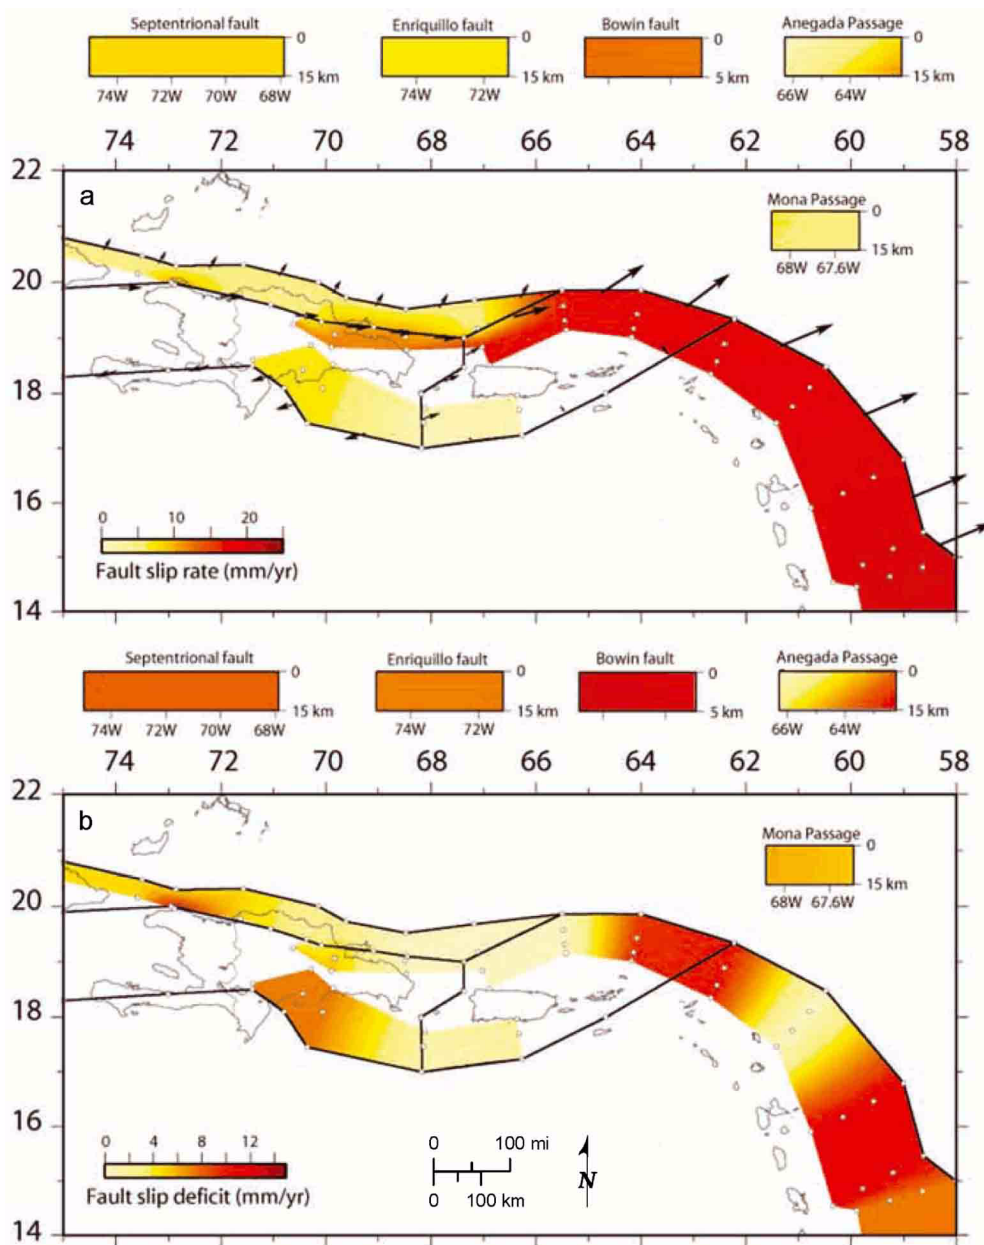 Septentrional fault
Enriquillo fault
Bowin fault
Anegada Passage
0
0
0
0
15 km
15 km
5 km
15 km
74W 72W 70W 68W
74W 72W
66W 64W
74 72 70 68 66 64 62 60 58
22
a
Mona Passage
0
15 km
68W 67.6W
20
18
16
0 10 20
Fault slip rate (mm/yr)
14
Septentrional fault
Enriquillo fault
Bowin fault
Anegada Passage
0
0
0
0
15 km
15 km
5 km
15 km
74W 72W 70W 68W
74W 72W
66W 64W
74 72 70 68 66 64 62 60 58
22
b
Mona Passage
0
15 km
68W 67.6W
20
18
16
0 4 8 12
Fault slip deficit (mm/yr)
0 100 mi
0 100 km
N
14